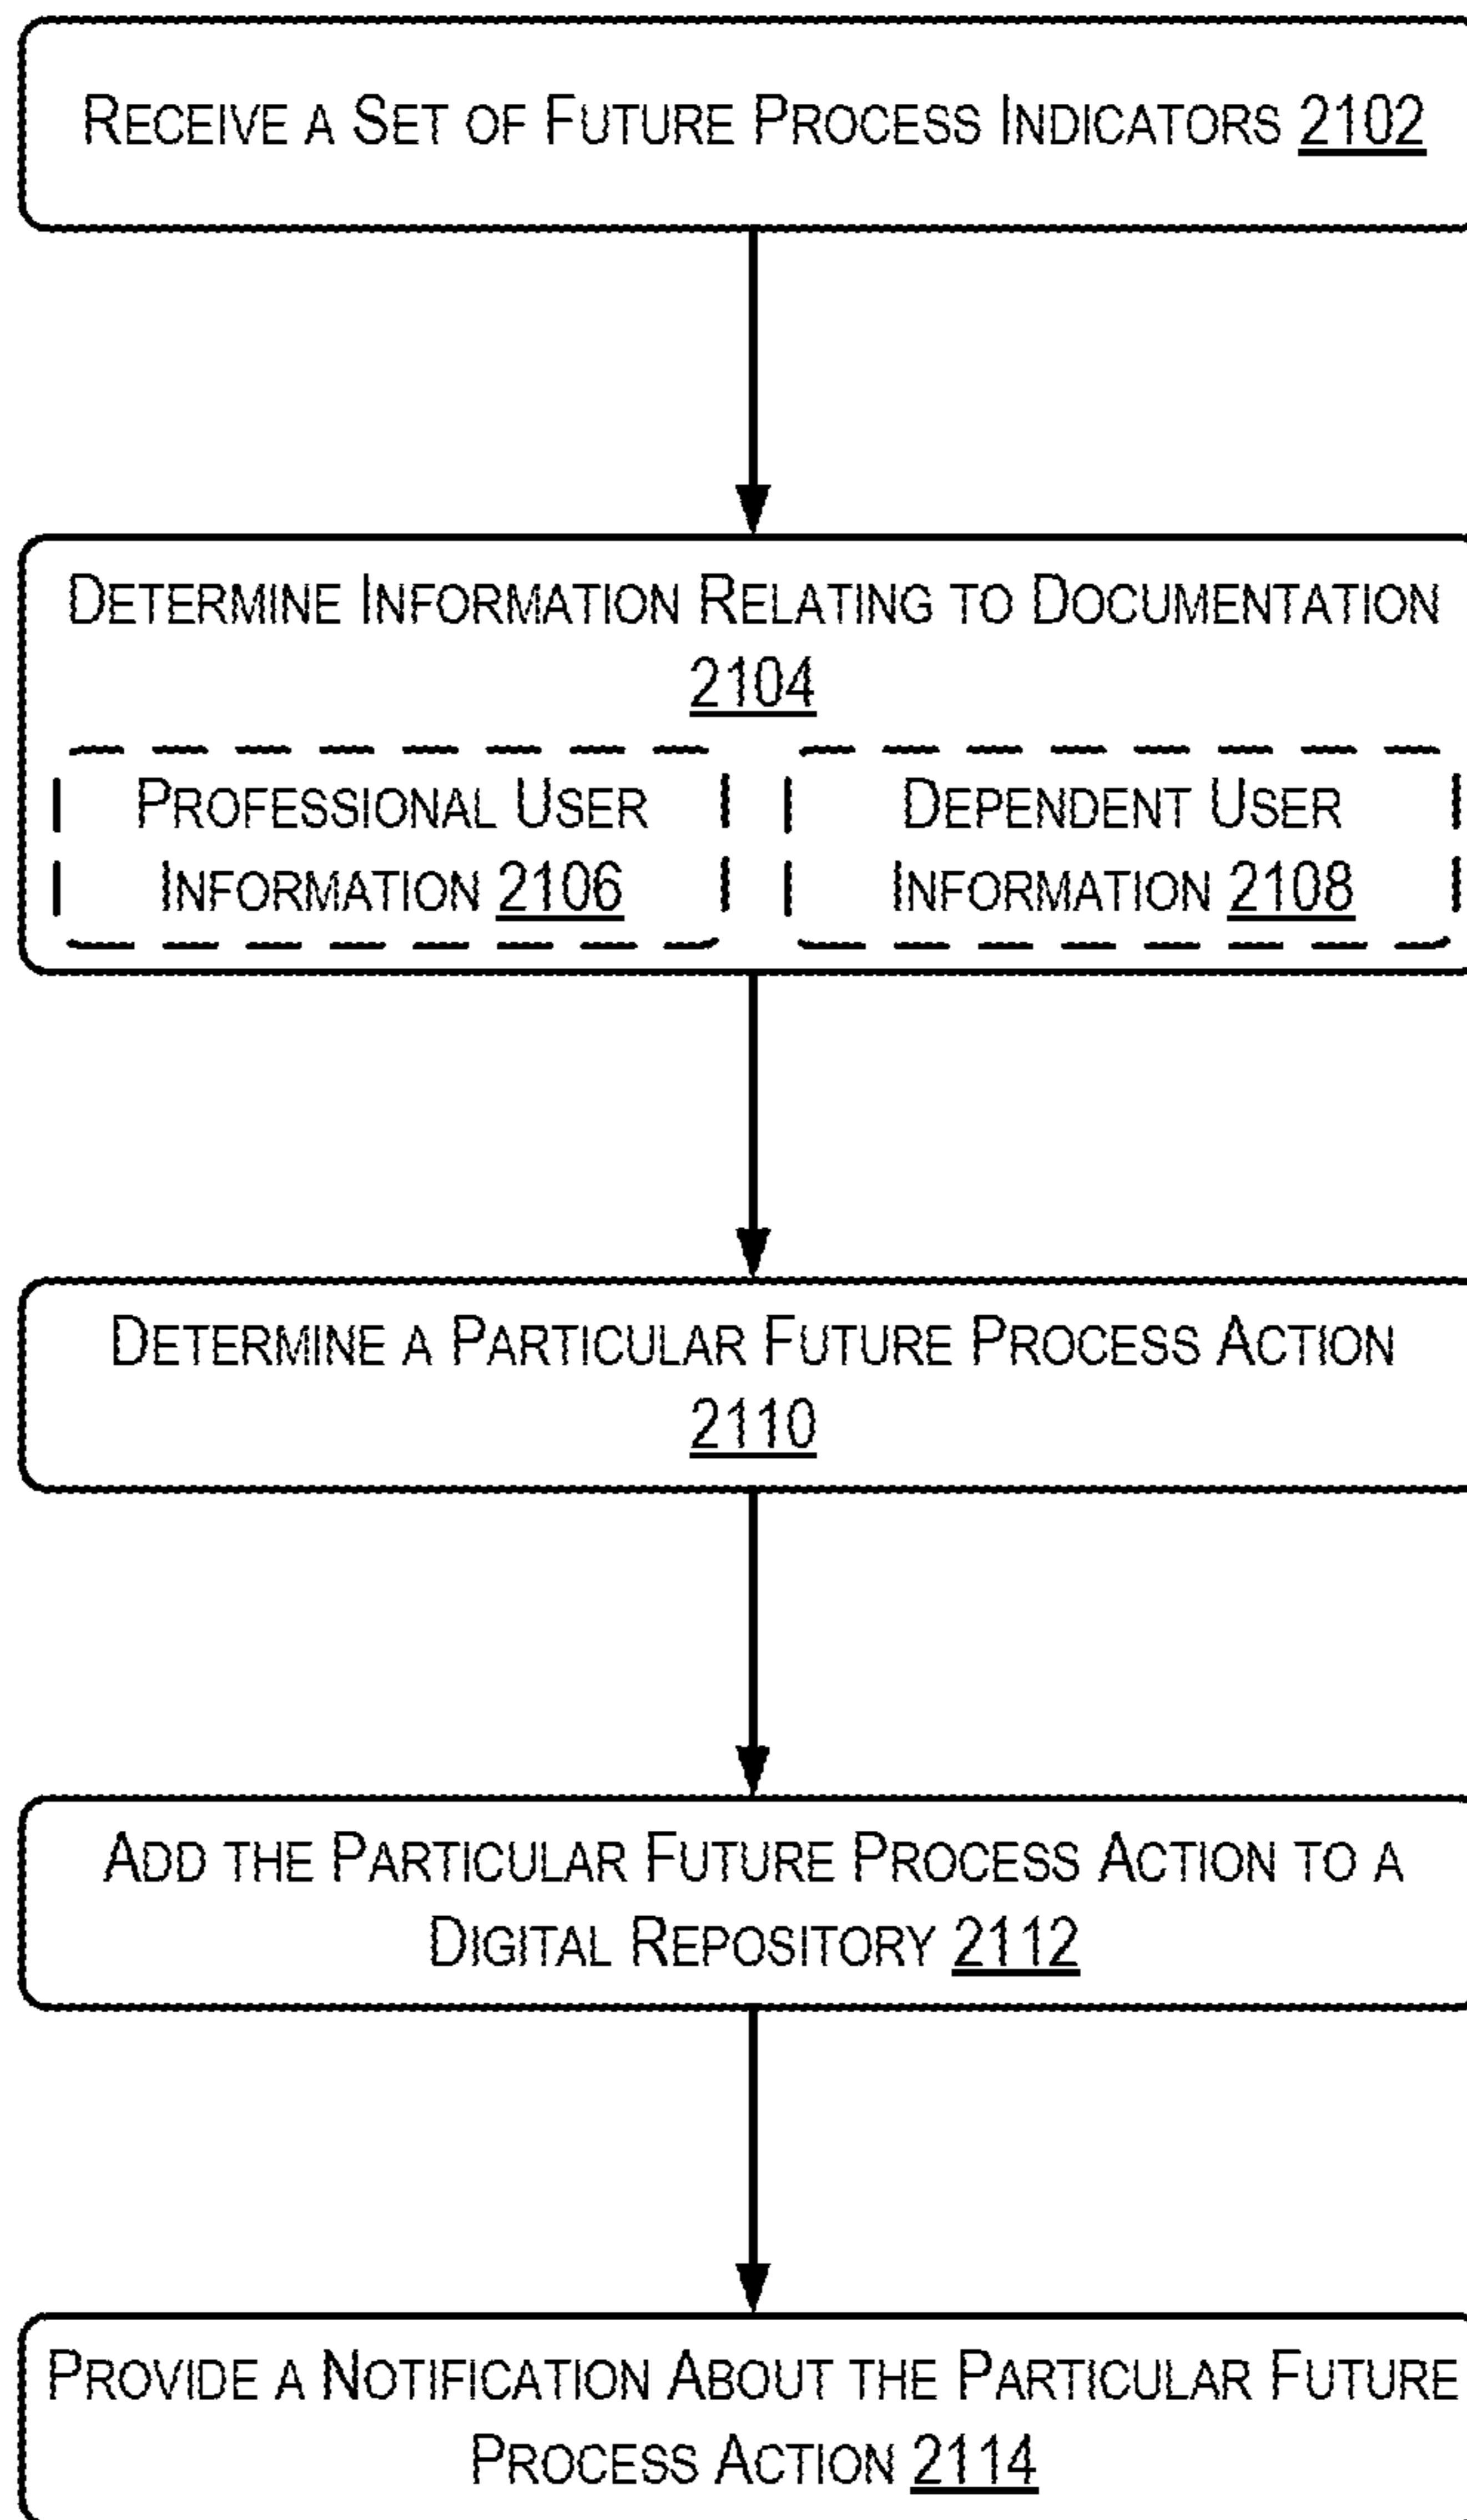 RECEIVE A SET OF FUTURE PROCESS INDICATORS 2102
DETERMINE INFORMATION RELATING TO DOCUMENTATION
2104
PROFESSIONAL USER
INFORMATION 2106
DEPENDENT USER
INFORMATION 2108
DETERMINE A PARTICULAR FUTURE PROCESS ACTION
2110
ADD THE PARTICULAR FUTURE PROCESS ACTION TO A
DIGITAL REPOSITORY 2112
PROVIDE A NOTIFICATION ABOUT THE PARTICULAR FUTURE
PROCESS ACTION 2114